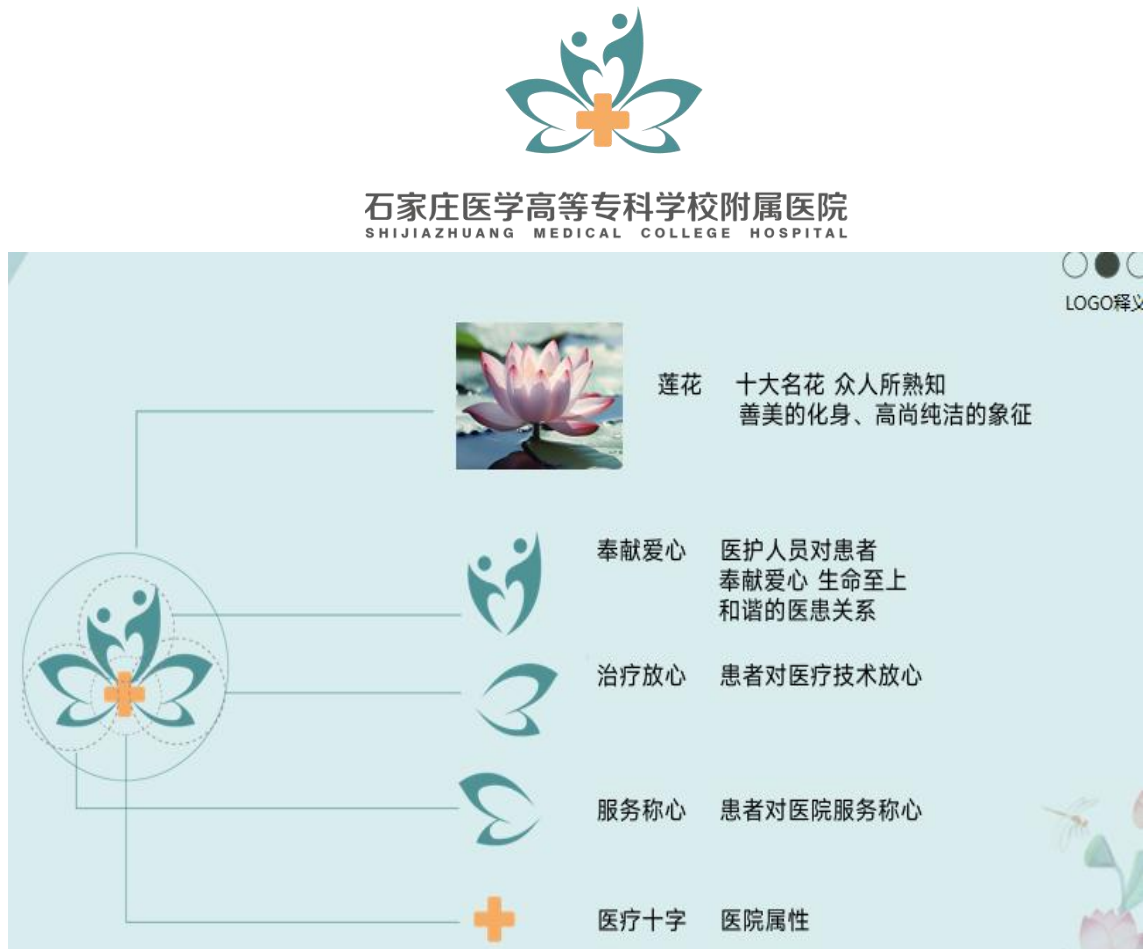 石家庄医学高等专科学校附属医院
SHIJIAZHUANG MEDICAL COLLEGE HOSPITAL
LOGO释义
莲花 十大名花 众人所熟知
善美的化身、高尚纯洁的象征
奉献爱心 医护人员对患者
奉献爱心 生命至上
和谐的医患关系
治疗放心 患者对医疗技术放心
服务称心 患者对医院服务称心
医疗十字 医院属性